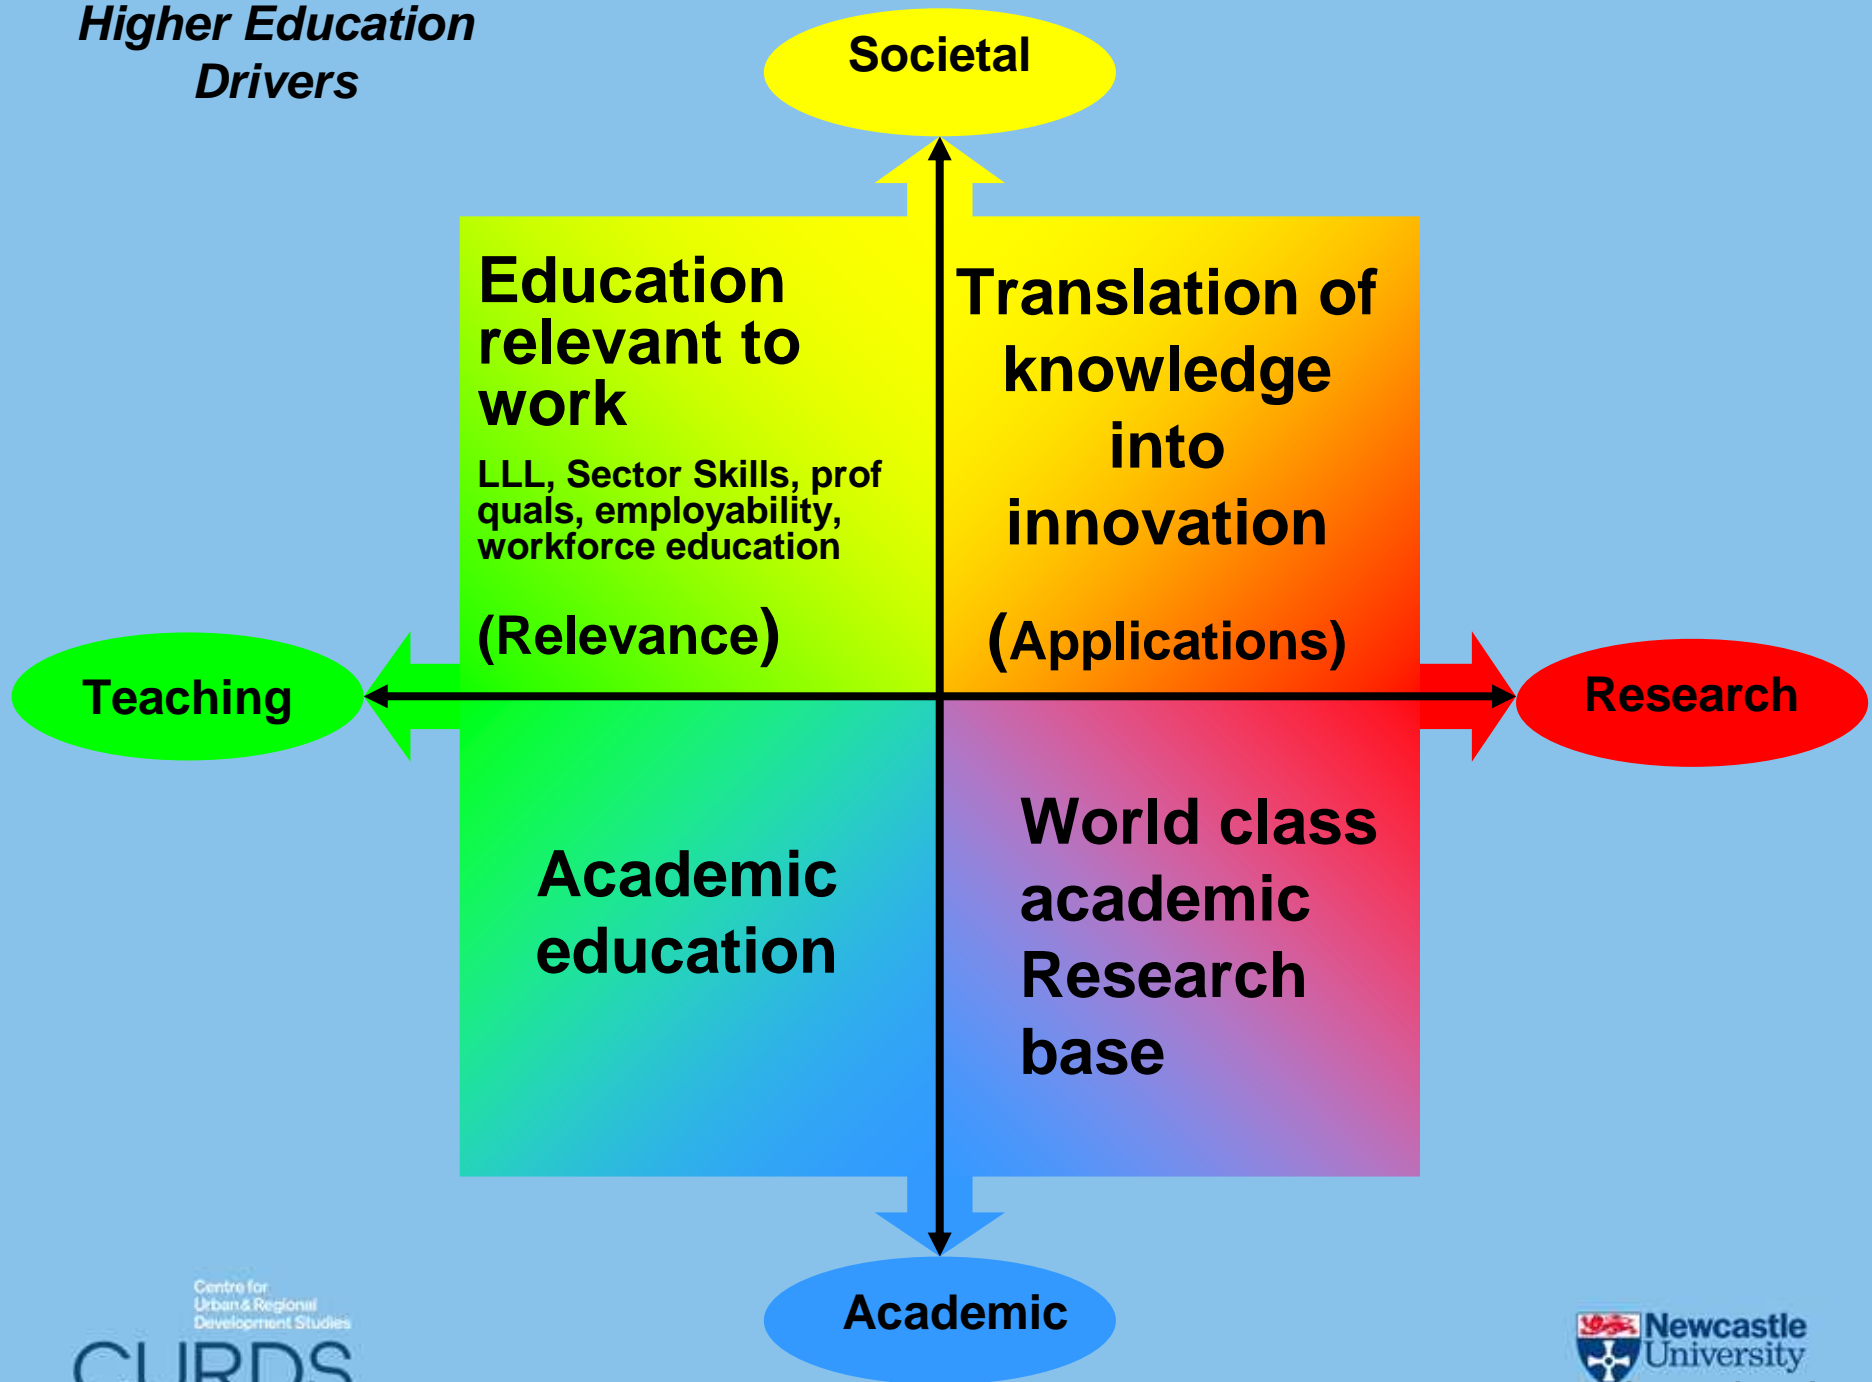 Higher Education
Drivers
Societal
Education
relevant to
work
LLL, Sector Skills, prof
quals, employability,
workforce education
(Relevance)
Translation of
knowledge
into
innovation
(Applications)
Teaching
Research
Academic
education
World class
academic
Research
base
Academic
Centre for
Urban & Regional
Development Studies
CURDS
Newcastle
University